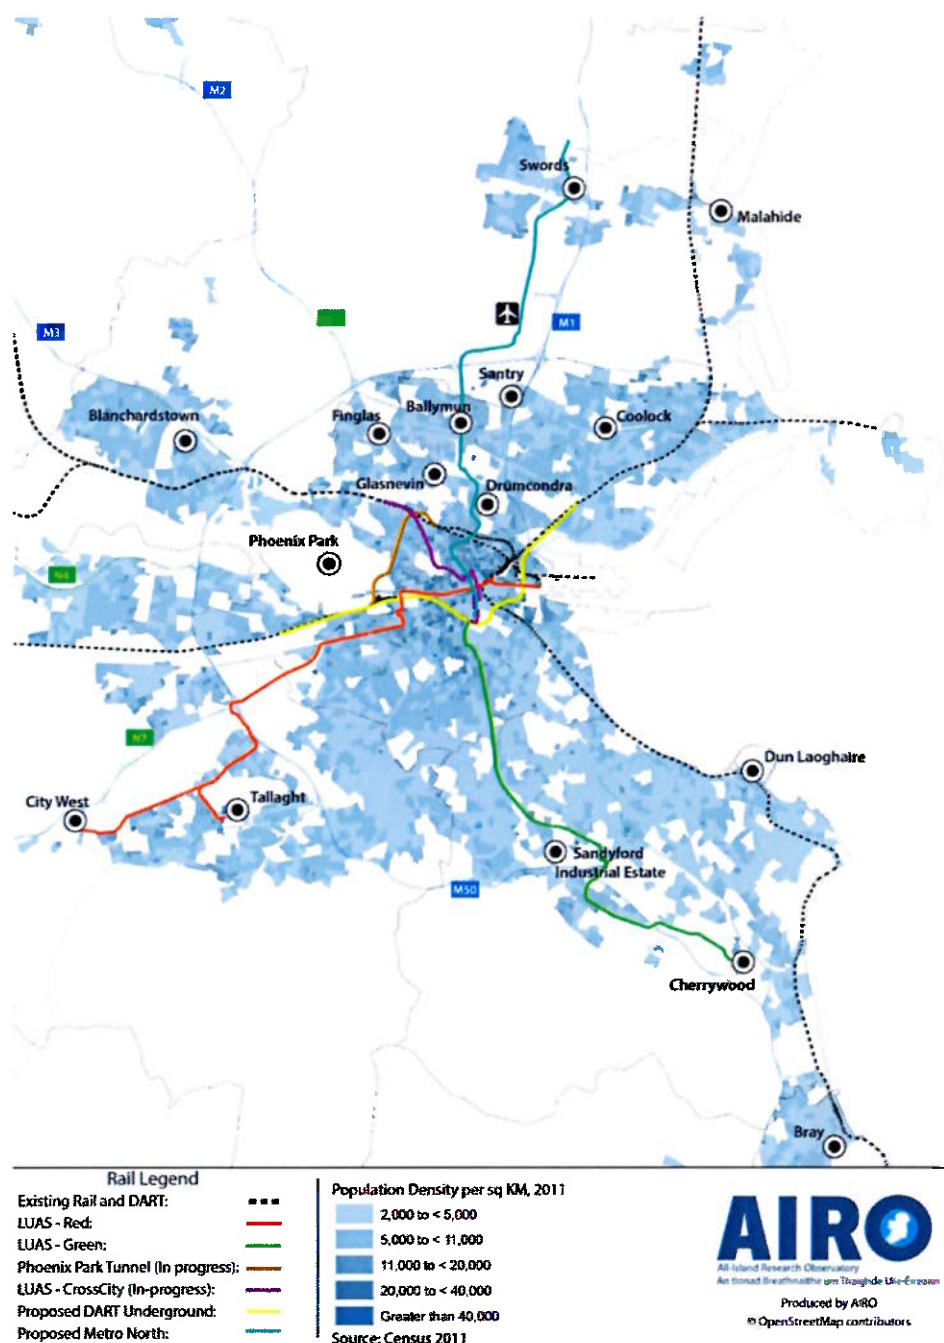 M2
Swords
Malahide
M3
M1
Santry
Blanchardstown
Finglas
Ballymun
Coolock
Glasnevin
Drumcondra
Phoenix Park
N4
N7
Dun Laoghaire
City West
Tallaght
Sandyford
Industrial Estate
M50
Cherrywood
Bray
Rail Legend
Existing Rail and DART:
LUAS - Red:
LUAS - Green:
Phoenix Park Tunnel (In progress):
LUAS - CrossCity (In-progress):
Proposed DART Underground:
Proposed Metro North:
Population Density per sq KM, 2011
2,000 to < 5,000
5,000 to < 11,000
11,000 to < 20,000
20,000 to < 40,000
Greater than 40,000
Source: Census 2011
AIRO
All-Island Research Observatory
Produced by AIRO
© OpenStreetMap contributors